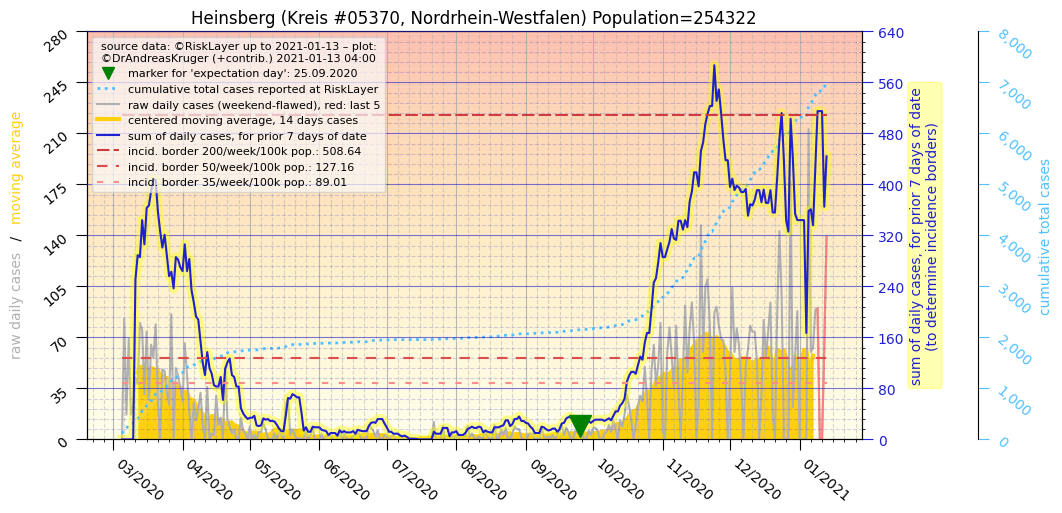 Heinsberg (Kreis #05370, Nordrhein-Westfalen) Population=254322
source data: ©RiskLayer up to 2021-01-13 – plot:
©DrAndreasKruger (+contrib.) 2021-01-13 04:00
marker for 'expectation day': 25.09.2020
cumulative total cases reported at RiskLayer
raw daily cases (weekend-flawed), red: last 5
centered moving average, 14 days cases
sum of daily cases, for prior 7 days of date
incid. border 200/week/100k pop.: 508.64
incid. border 50/week/100k pop.: 127.16
incid. border 35/week/100k pop.: 89.01
raw daily cases / moving average
280
245
210
175
140
105
70
35
0
03/2020
04/2020
05/2020
06/2020
07/2020
08/2020
09/2020
10/2020
11/2020
12/2020
01/2021
640
560
480
400
320
240
160
80
0
sum of daily cases, for prior 7 days of date
(to determine incidence borders)
8,000
7,000
6,000
5,000
4,000
3,000
2,000
1,000
0
cumulative total cases